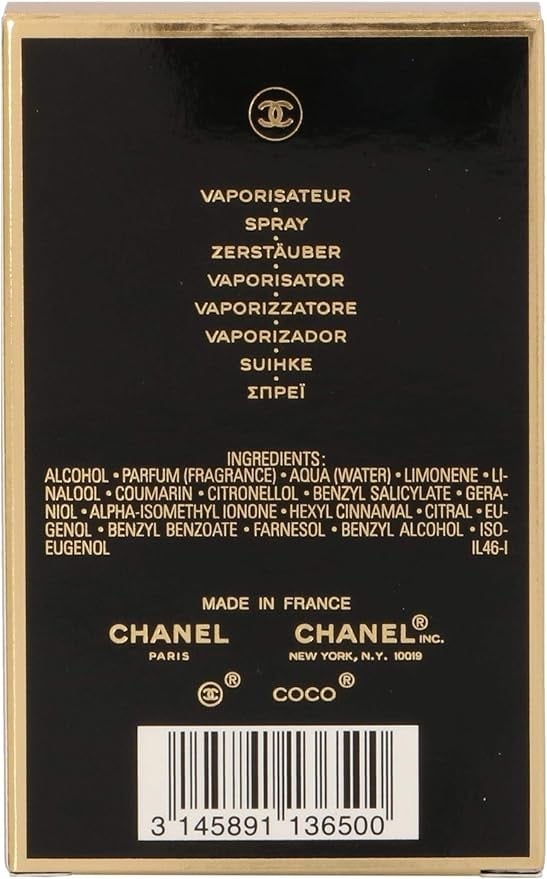 VAPORISATEUR
SPRAY
ZERSTÄUBER
VAPORISATOR
VAPORIZZATORE
VAPORIZADOR
SUIHKE
ΣΠΡΕΪ
INGREDIENTS:
ALCOHOL • PARFUM (FRAGRANCE) • AQUA (WATER) • LIMONENE • LI-
NALOOL • COUMARIN • CITRONELLOL • BENZYL SALICYLATE • GERA-
NIOL • ALPHA-ISOMETHYL IONONE • HEXYL CINNAMAL • CITRAL • EU-
GENOL • BENZYL BENZOATE • FARNESOL • BENZYL ALCOHOL • ISO-
EUGENOL IL46-I
MADE IN FRANCE
CHANEL CHANEL® INC.
PARIS NEW YORK, N.Y. 10019
® COCO®
3 145891 136500